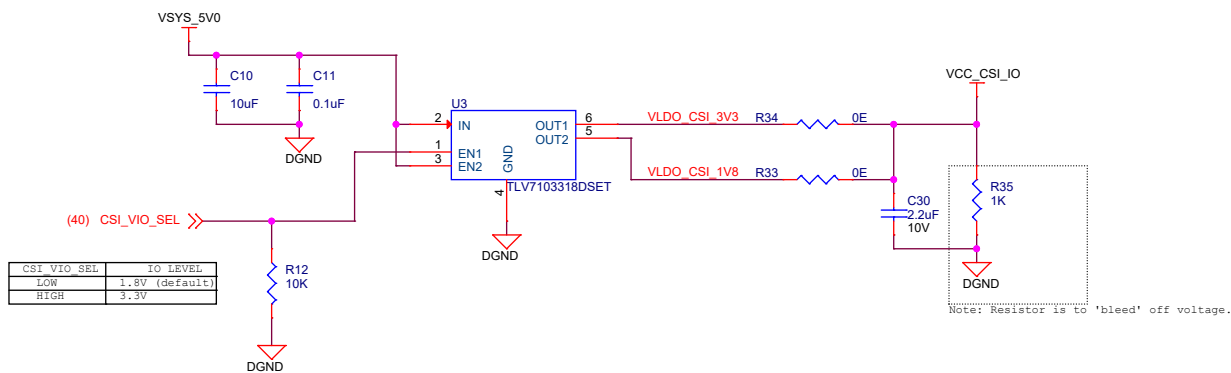 VSYS_5V0
C10
10uF
C11
0.1uF
DGND
U3
2 IN
1 EN1
3 EN2
GND
4
OUT1 6
OUT2 5
TLV7103318DSET
DGND
VLDO_CSI_3V3 R34 0E
VLDO_CSI_1V8 R33 0E
VCC_CSI_IO
C30
2.2uF
10V
R35
1K
DGND
Note: Resistor is to 'bleed' off voltage.
(40) CSI_VIO_SEL
R12
10K
DGND
CSI_VIO_SEL IO LEVEL
LOW 1.8V (default)
HIGH 3.3V